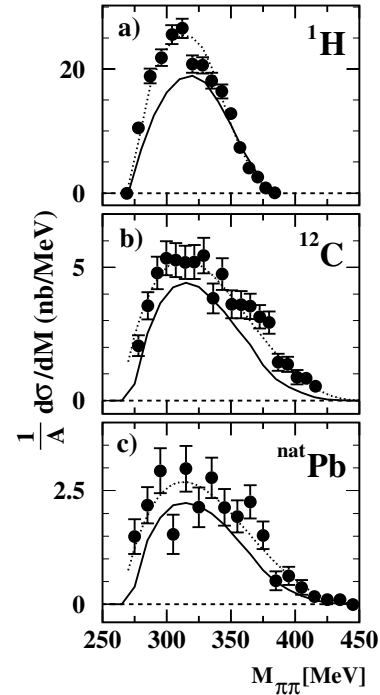 a) ¹H
20
0
b) ¹²C
5
0
c) ⁿᵃᵗPb
2.5
0
1/A dσ/dM (nb/MeV)
250 300 350 400 450
M_ππ[MeV]